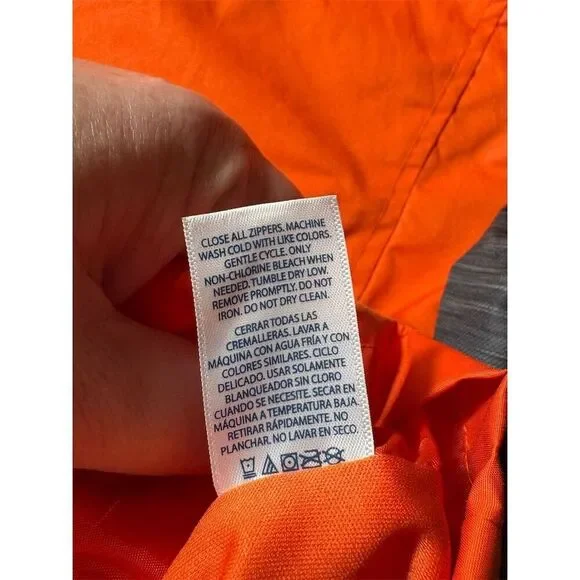 CLOSE ALL ZIPPERS. MACHINE
WASH COLD WITH LIKE COLORS.
GENTLE CYCLE. ONLY
NON-CHLORINE BLEACH WHEN
NEEDED. TUMBLE DRY LOW.
REMOVE PROMPTLY. DO NOT
IRON. DO NOT DRY CLEAN.
CERRAR TODAS LAS
CREMALLERAS. LAVAR A
MÁQUINA CON AGUA FRÍA Y CON
COLORES SIMILARES. CICLO
DELICADO. USAR SOLAMENTE
BLANQUEADOR SIN CLORO
CUANDO SE NECESITE. SECAR EN
MÁQUINA A TEMPERATURA BAJA.
RETIRAR RÁPIDAMENTE. NO
PLANCHAR. NO LAVAR EN SECO.